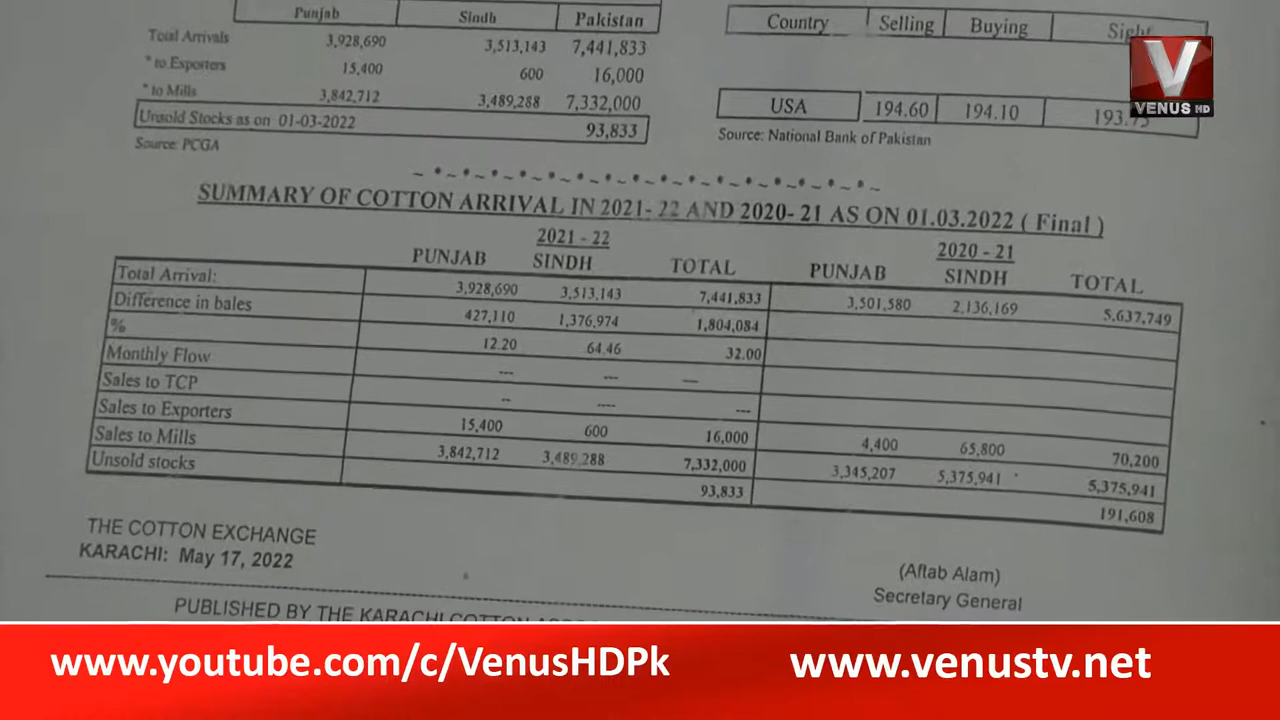 Punjab Sindh Pakistan
Total Arrivals 3,928,690 3,513,143 7,441,833
* to Exporters 15,400 600 16,000
* to Mills 3,842,712 3,489,288 7,332,000
Unsold Stocks as on 01-03-2022 93,833
Source: PCGA
Country Selling Buying Sight
USA 194.60 194.10 193.75
Source: National Bank of Pakistan
VENUS HD
SUMMARY OF COTTON ARRIVAL IN 2021- 22 AND 2020- 21 AS ON 01.03.2022 ( Final )
2021 - 22 2020 - 21
PUNJAB SINDH TOTAL PUNJAB SINDH TOTAL
Total Arrival: 3,928,690 3,513,143 7,441,833 3,501,580 2,136,169 5,637,749
Difference in bales 427,110 1,376,974 1,804,084
% 12.20 64.46 32.00
Monthly Flow --- --- ---
Sales to TCP -- ---- ---
Sales to Exporters 15,400 600 16,000 4,400 65,800 70,200
Sales to Mills 3,842,712 3,489,288 7,332,000 3,345,207 5,375,941 5,375,941
Unsold stocks 93,833 191,608
THE COTTON EXCHANGE
KARACHI: May 17, 2022
(Aftab Alam)
Secretary General
PUBLISHED BY THE KARACHI COTTON
www.youtube.com/c/VenusHDPk www.venustv.net